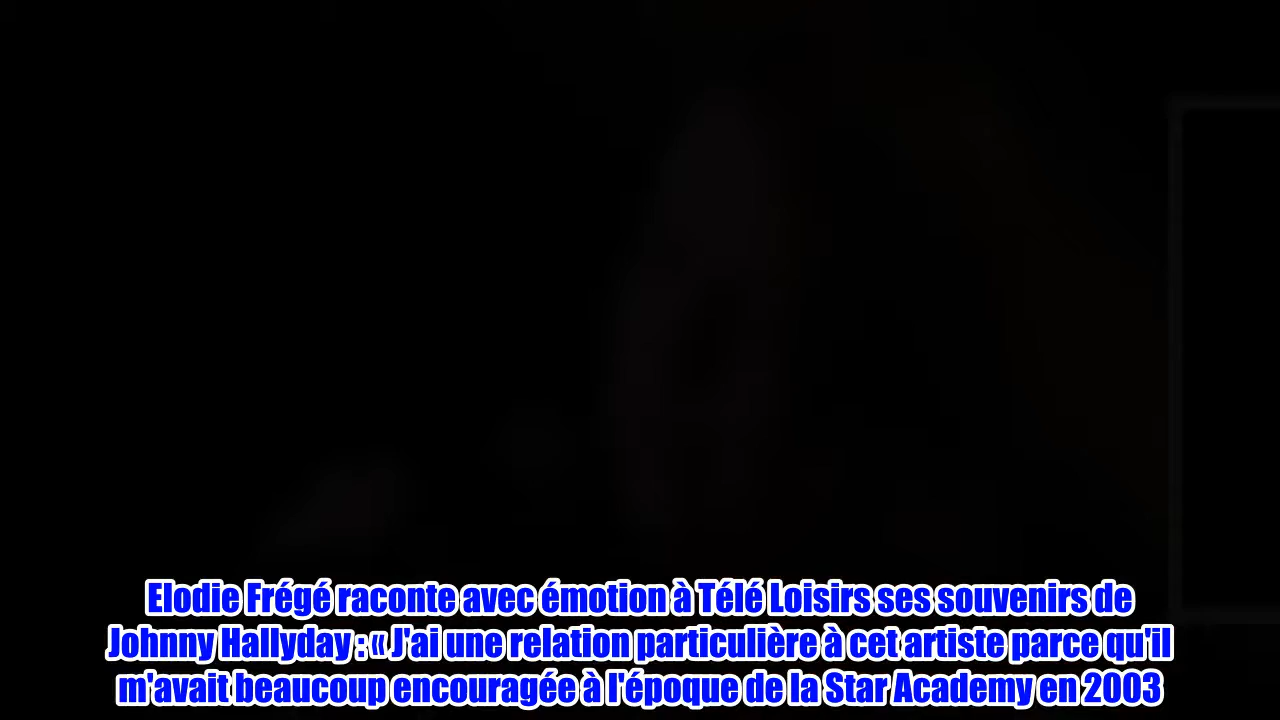 Elodie Frégé raconte avec émotion à Télé Loisirs ses souvenirs de
Johnny Hallyday : « J'ai une relation particulière à cet artiste parce qu'il
m'avait beaucoup encouragée à l'époque de la Star Academy en 2003